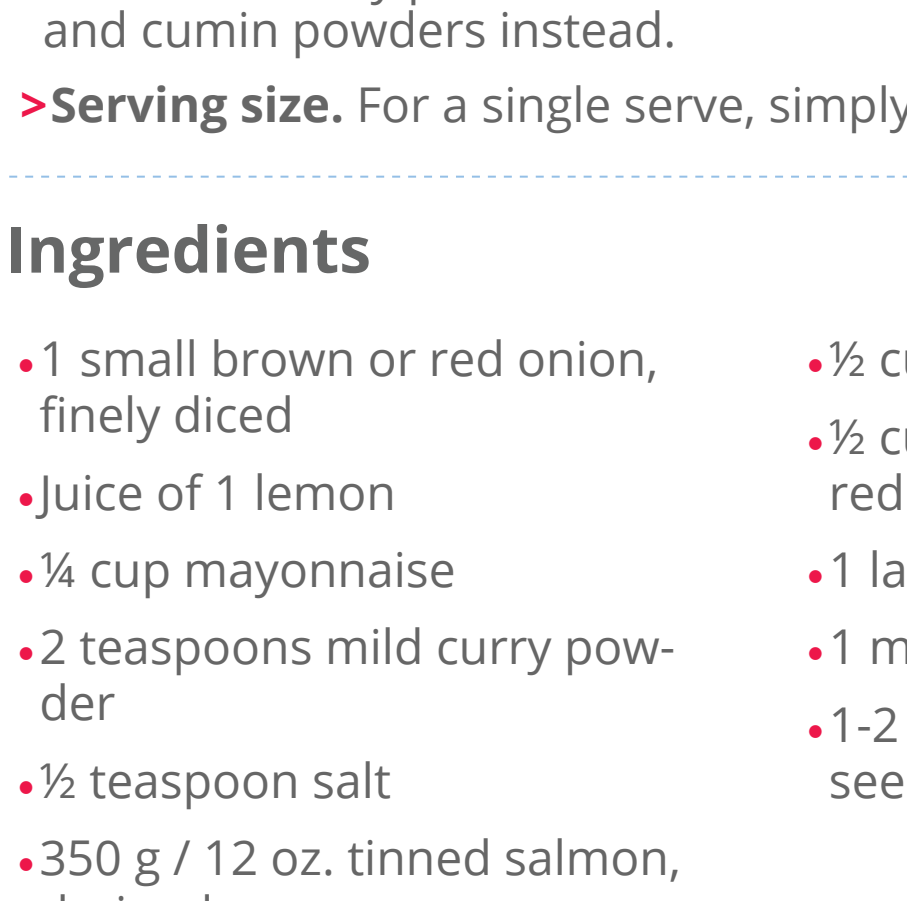 and cumin powders instead.
>Serving size. For a single serve, simply
Ingredients
•1 small brown or red onion,
finely diced
•Juice of 1 lemon
•¼ cup mayonnaise
•2 teaspoons mild curry pow-
der
•½ teaspoon salt
•350 g / 12 oz. tinned salmon,
•½
•½
red
•1
•1
•1-2